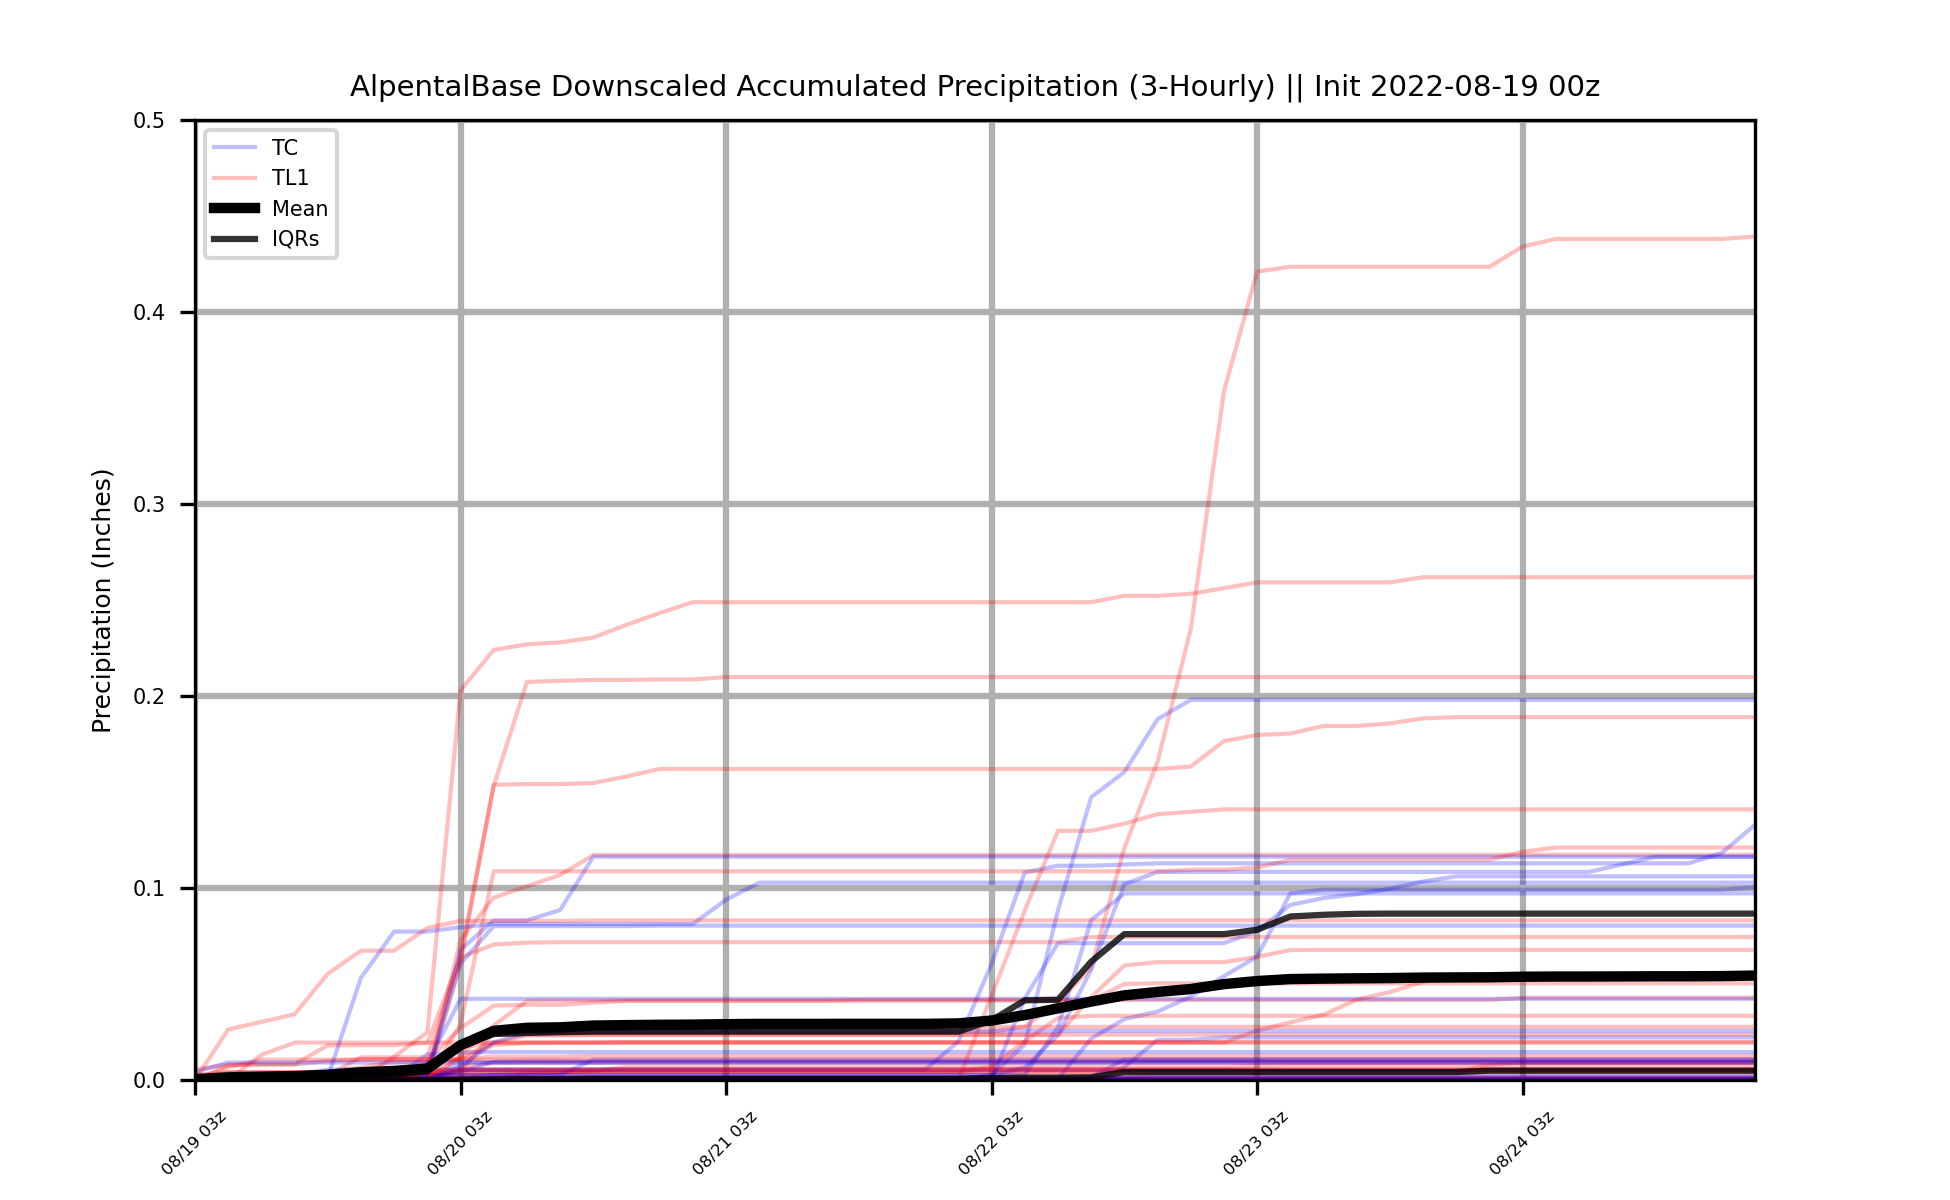 AlpentalBase Downscaled Accumulated Precipitation (3-Hourly) || Init 2022-08-19 00z
TC
TL1
Mean
IQRs
Precipitation (Inches)
0.5
0.4
0.3
0.2
0.1
0.0
08/19 03z
08/20 03z
08/21 03z
08/22 03z
08/23 03z
08/24 03z